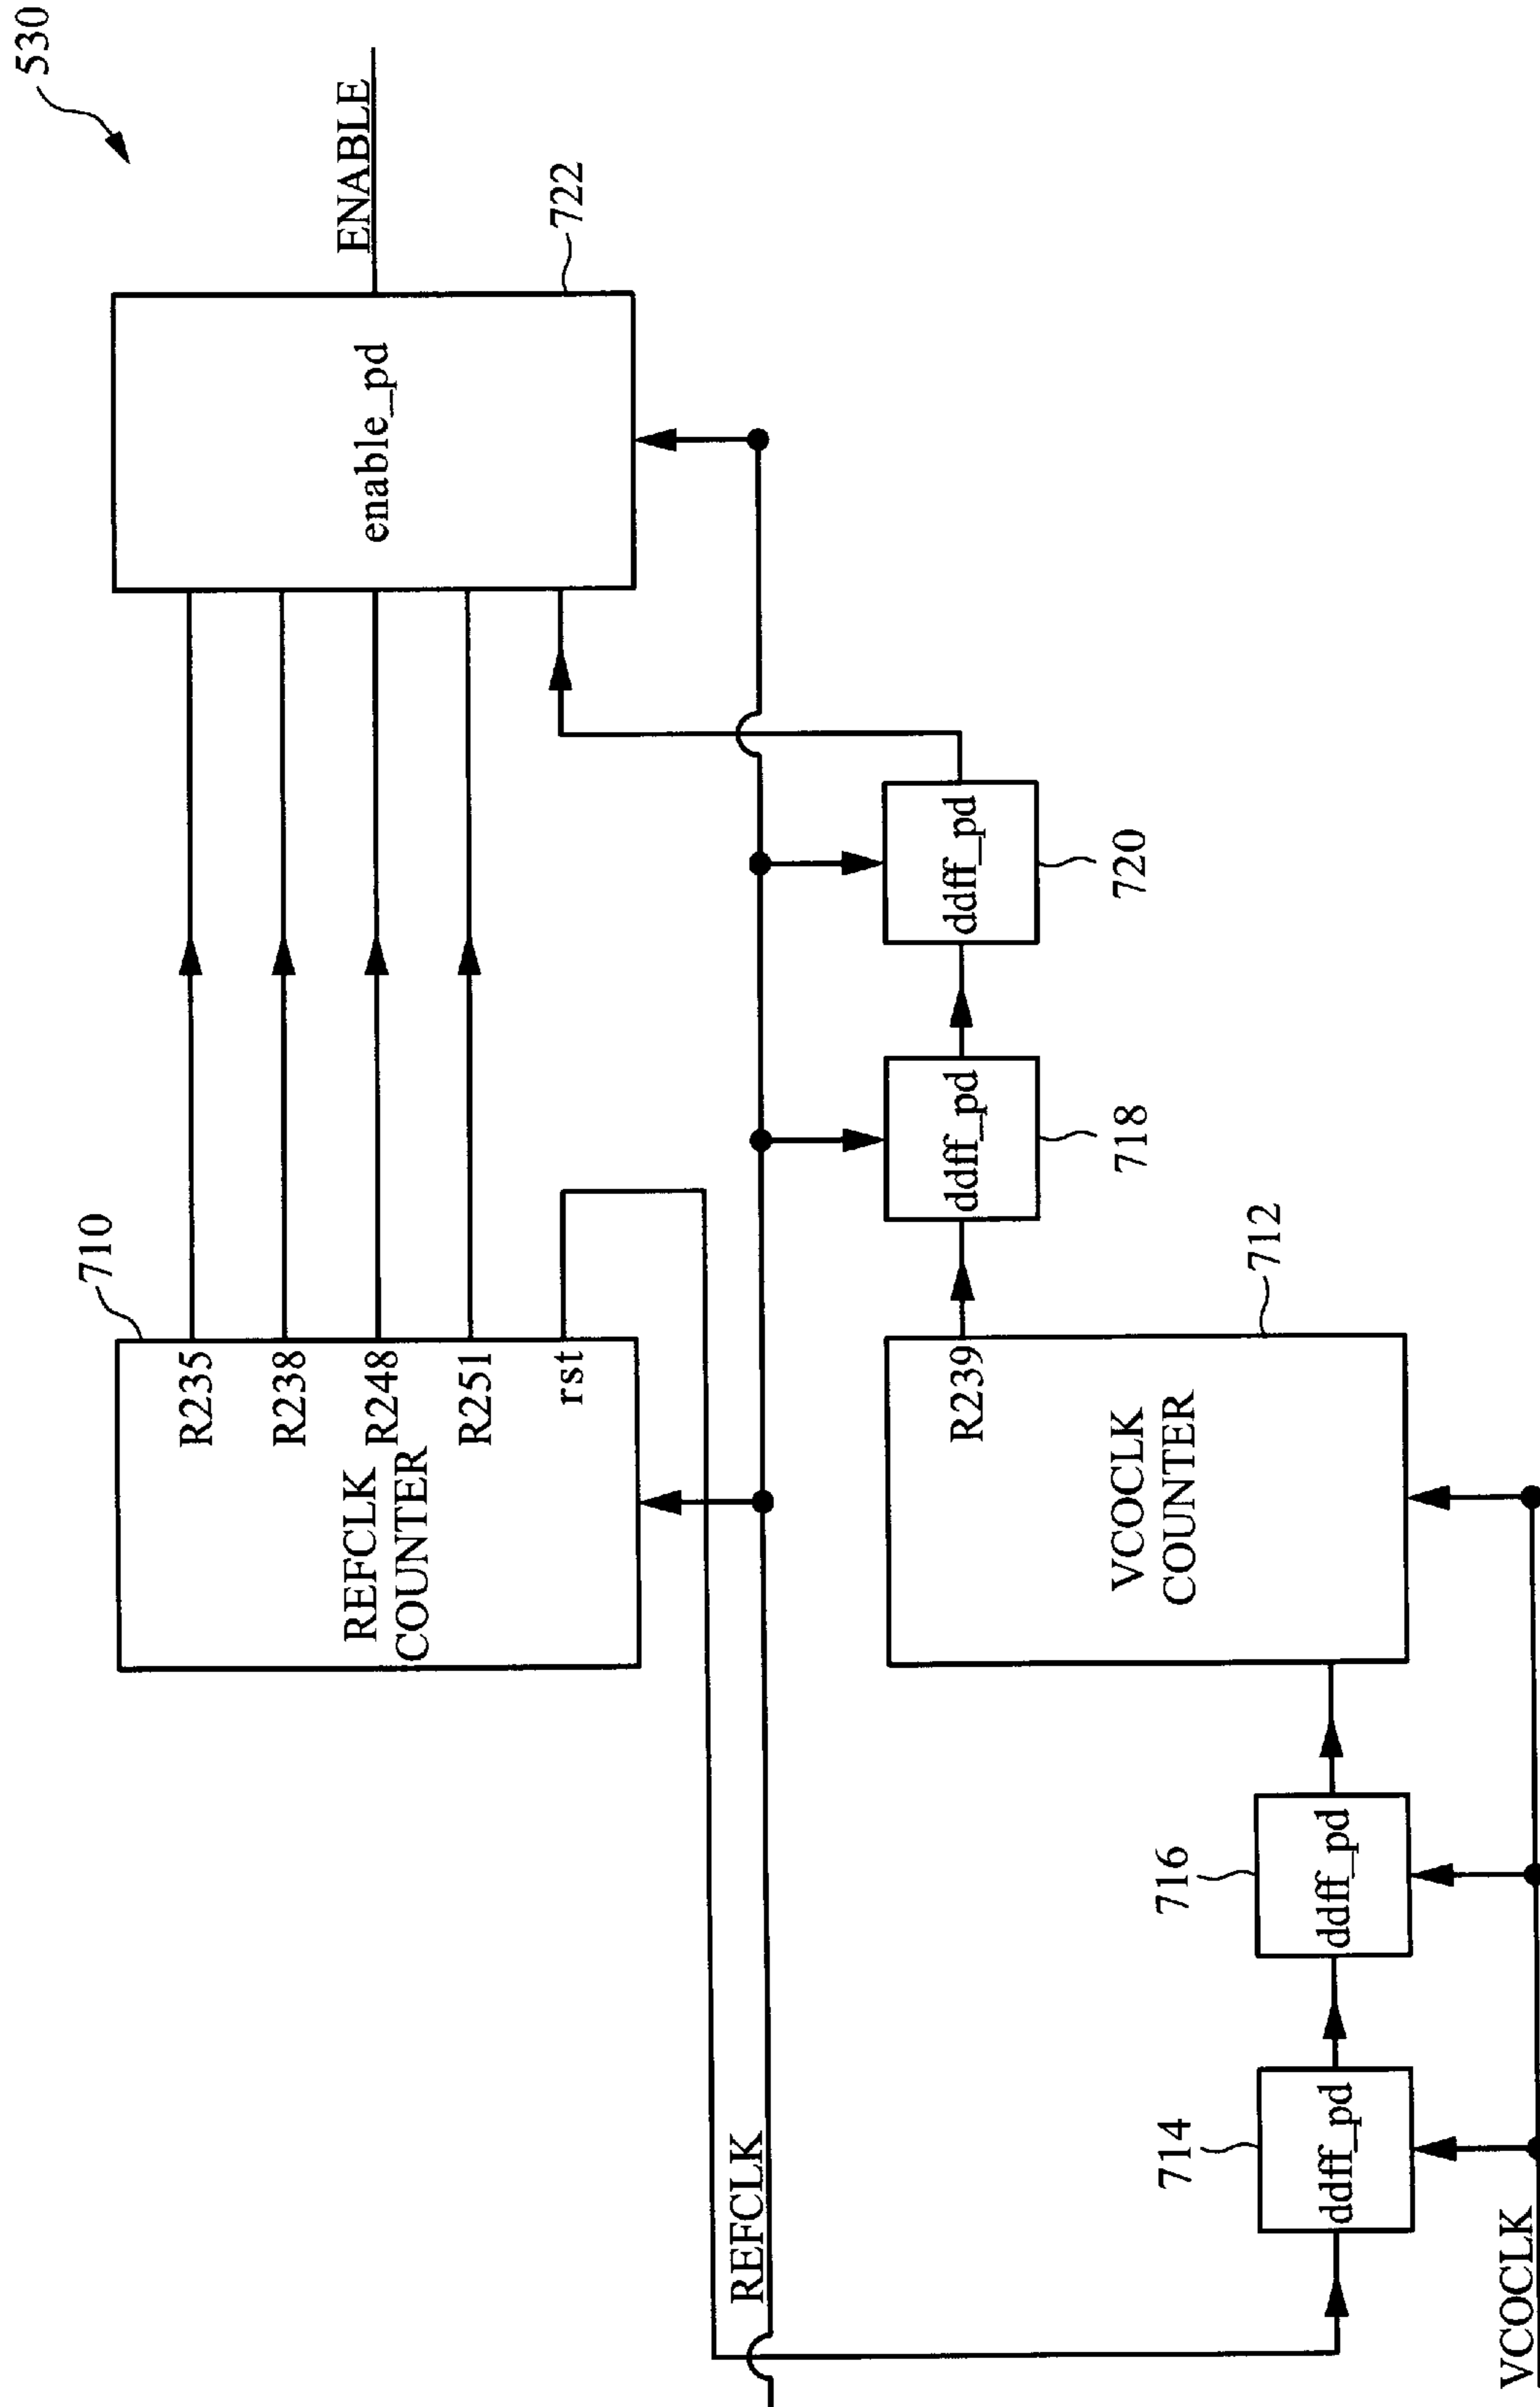 530
ENABLE
722
enable_pd
710
R235
R238
R248
R251
rst
REFCLK
COUNTER
ddff_pd
720
ddff_pd
718
REFCLK
R239
712
VCOCLK
COUNTER
716
ddff_pd
714
ddff_pd
VCOCLK